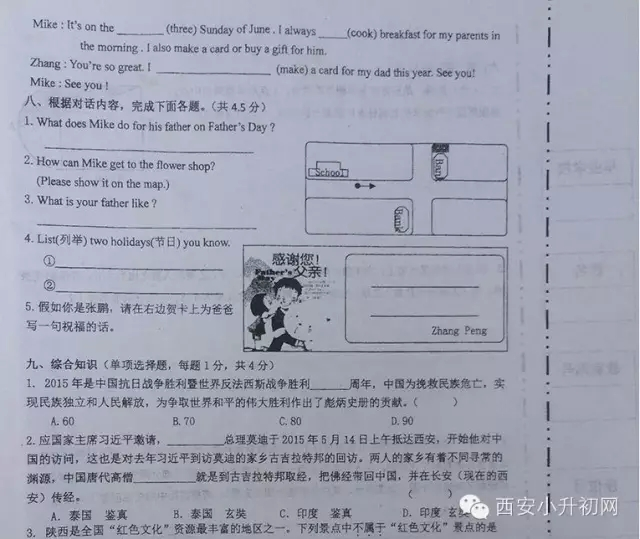 Mike : It's on the ________ (three) Sunday of June . I always _____(cook) breakfast for my parents in
the morning . I also make a card or buy a gift for him.
Zhang : You're so great. I ____________________ (make) a card for my dad this year. See you!
Mike : See you !
八、根据对话内容，完成下面各题。（共 4.5 分）
1. What does Mike do for his father on Father's Day ?
2. How can Mike get to the flower shop?
(Please show it on the map.)
3. What is your father like ?
4. List(列举) two holidays(节日) you know.
①
②
5. 假如你是张鹏，请在右边贺卡上为爸爸
写一句祝福的话。
School
Bank
Bank
感谢您！
Father's 父亲！
Day
Zhang Peng
九、综合知识（单项选择题，每题 1 分，共 4 分）
1. 2015 年是中国抗日战争胜利暨世界反法西斯战争胜利______周年，中国为挽救民族危亡，实
现民族独立和人民解放，为争取世界和平的伟大胜利作出了彪炳史册的贡献。（ ）
A. 60 B. 70 C. 80 D. 90
2. 应国家主席习近平邀请，________总理莫迪于 2015 年 5 月 14 日上午抵达西安，开始他对中
国的访问，这也是对去年习近平到访莫迪的家乡古吉拉特邦的回访。两人的家乡有着不同寻常的
渊源，中国唐代高僧________就是到古吉拉特邦取经，把佛经带回中国，并在长安（现在的西
安）传经。 （ ）
A. 泰国 鉴真 B. 泰国 玄奘 C. 印度 鉴真 D. 印度 玄奘
3. 陕西是全国“红色文化”资源最丰富的地区之一，下列景点中不属于“红色文化”景点的是
西安小升初网